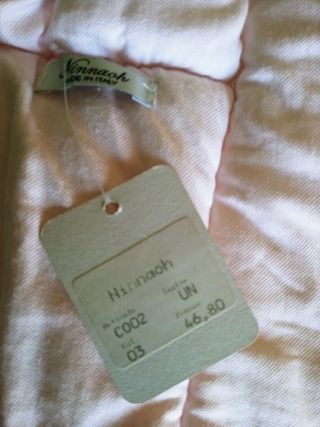 Ninnaoh
MADE IN ITALY
Ninnaoh
Articolo Taglia
C002 UN
Col. Prezzo
03 46,80